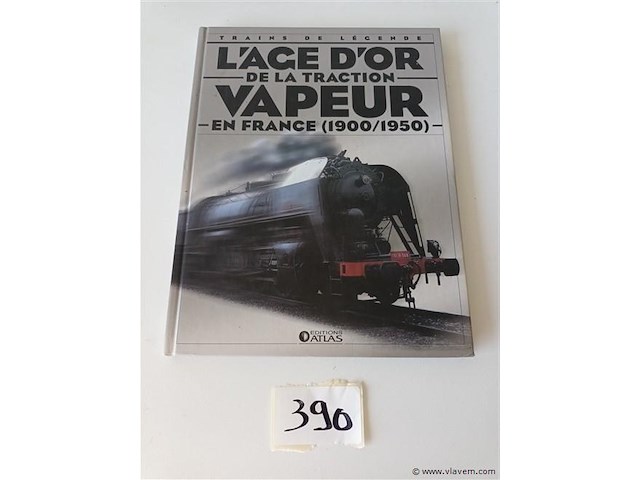 TRAINS DE LÉGENDE
L'AGE D'OR
DE LA TRACTION
VAPEUR
EN FRANCE (1900/1950)
EDITIONS
ATLAS
390
© www.vlavem.com